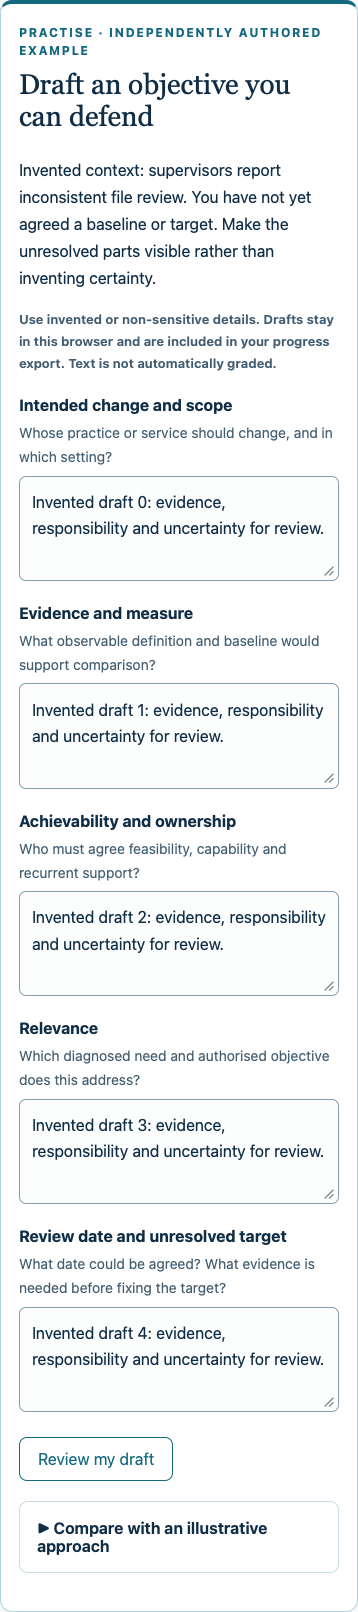 PRACTISE · INDEPENDENTLY AUTHORED
EXAMPLE
Draft an objective you
can defend
Invented context: supervisors report
inconsistent file review. You have not yet
agreed a baseline or target. Make the
unresolved parts visible rather than
inventing certainty.
Use invented or non-sensitive details. Drafts stay
in this browser and are included in your progress
export. Text is not automatically graded.
Intended change and scope
Whose practice or service should change, and in
which setting?
Invented draft 0: evidence,
responsibility and uncertainty for review.
Evidence and measure
What observable definition and baseline would
support comparison?
Invented draft 1: evidence, responsibility
and uncertainty for review.
Achievability and ownership
Who must agree feasibility, capability and
recurrent support?
Invented draft 2: evidence, responsibility
and uncertainty for review.
Relevance
Which diagnosed need and authorised objective
does this address?
Invented draft 3: evidence,
responsibility and uncertainty for review.
Review date and unresolved target
What date could be agreed? What evidence is
needed before fixing the target?
Invented draft 4: evidence,
responsibility and uncertainty for review.
Review my draft
Compare with an illustrative
approach